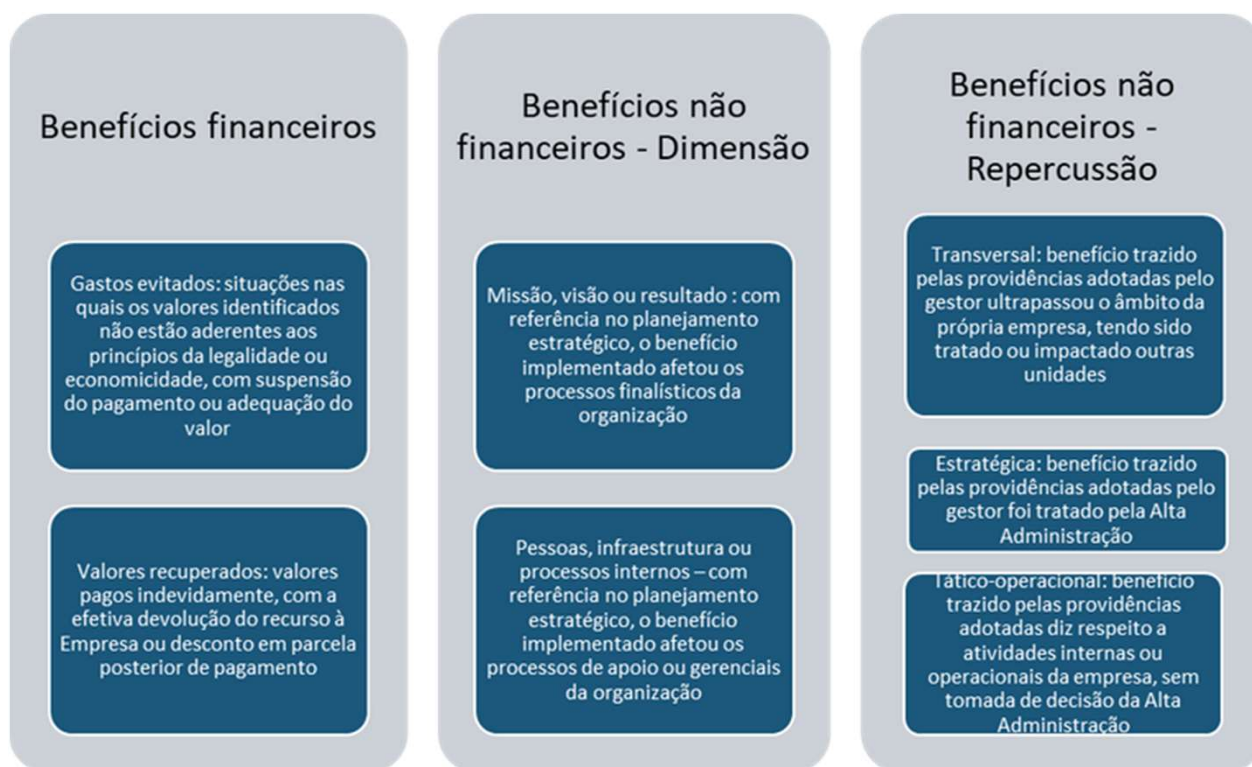 Benefícios financeiros
Gastos evitados: situações nas
quais os valores identificados
não estão aderentes aos
princípios da legalidade ou
economicidade, com suspensão
do pagamento ou adequação do
valor
Valores recuperados: valores
pagos indevidamente, com a
efetiva devolução do recurso à
Empresa ou desconto em parcela
posterior de pagamento
Benefícios não
financeiros - Dimensão
Missão, visão ou resultado : com
referência no planejamento
estratégico, o benefício
implementado afetou os
processos finalísticos da
organização
Pessoas, infraestrutura ou
processos internos – com
referência no planejamento
estratégico, o benefício
implementado afetou os
processos de apoio ou gerenciais
da organização
Benefícios não
financeiros -
Repercussão
Transversal: benefício trazido
pelas providências adotadas pelo
gestor ultrapassou o âmbito da
própria empresa, tendo sido
tratado ou impactado outras
unidades
Estratégica: benefício trazido
pelas providências adotadas pelo
gestor foi tratado pela Alta
Administração
Tático-operacional: benefício
trazido pelas providências
adotadas diz respeito a
atividades internas ou
operacionais da empresa, sem
tomada de decisão da Alta
Administração